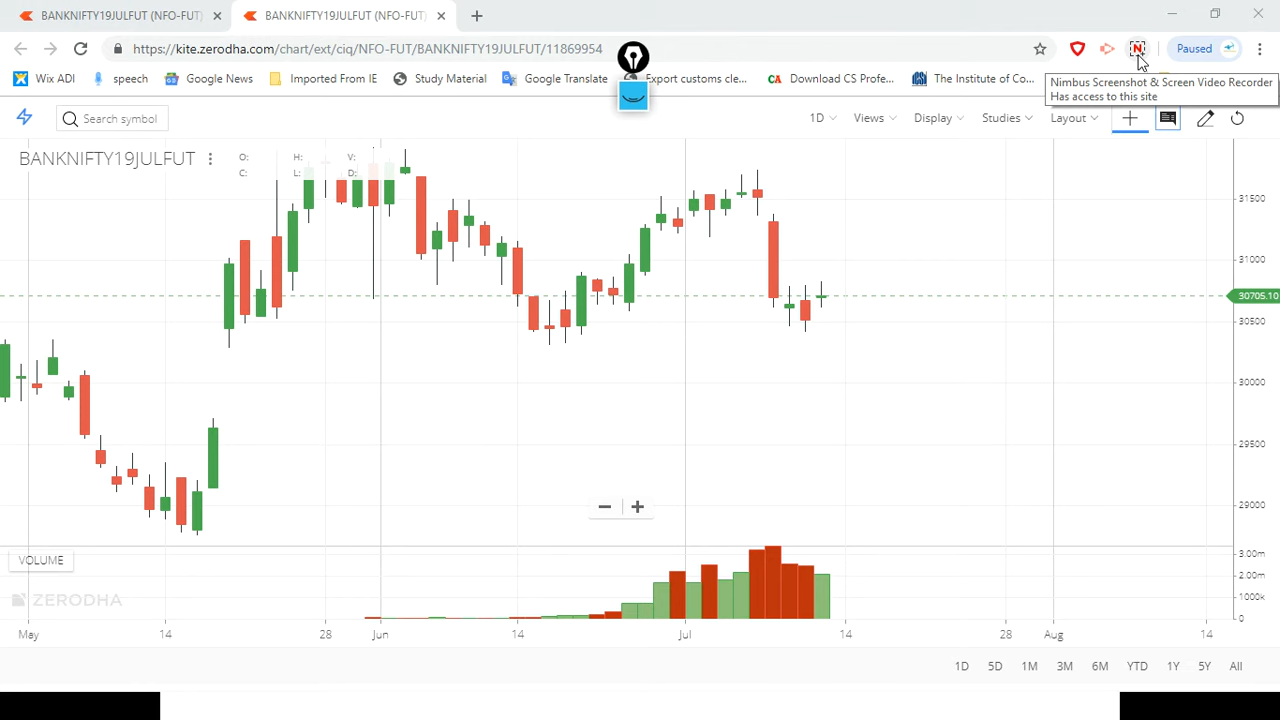 BANKNIFTY19JULFUT (NFO-FUT)
BANKNIFTY19JULFUT (NFO-FUT)
https://kite.zerodha.com/chart/ext/ciq/NFO-FUT/BANKNIFTY19JULFUT/11869954
N
Paused
Wix ADI
speech
Imported From IE
Study Material
Google Translate
Export customs cle...
CA Download CS Profe...
The Institute of Co...
Nimbus Screenshot & Screen Video Recorder
Has access to this site
Search symbol
1D
Views
Display
Studies
Layout
BANKNIFTY19JULFUT
O: H: V:
C: L: D:
31500
31000
30705.10
30500
30000
29500
29000
VOLUME
3.00m
2.00m
1000k
0
ZERODHA
May 14 28 Jun 14 Jul 14 28 Aug 14
1D 5D 1M 3M 6M YTD 1Y 5Y All